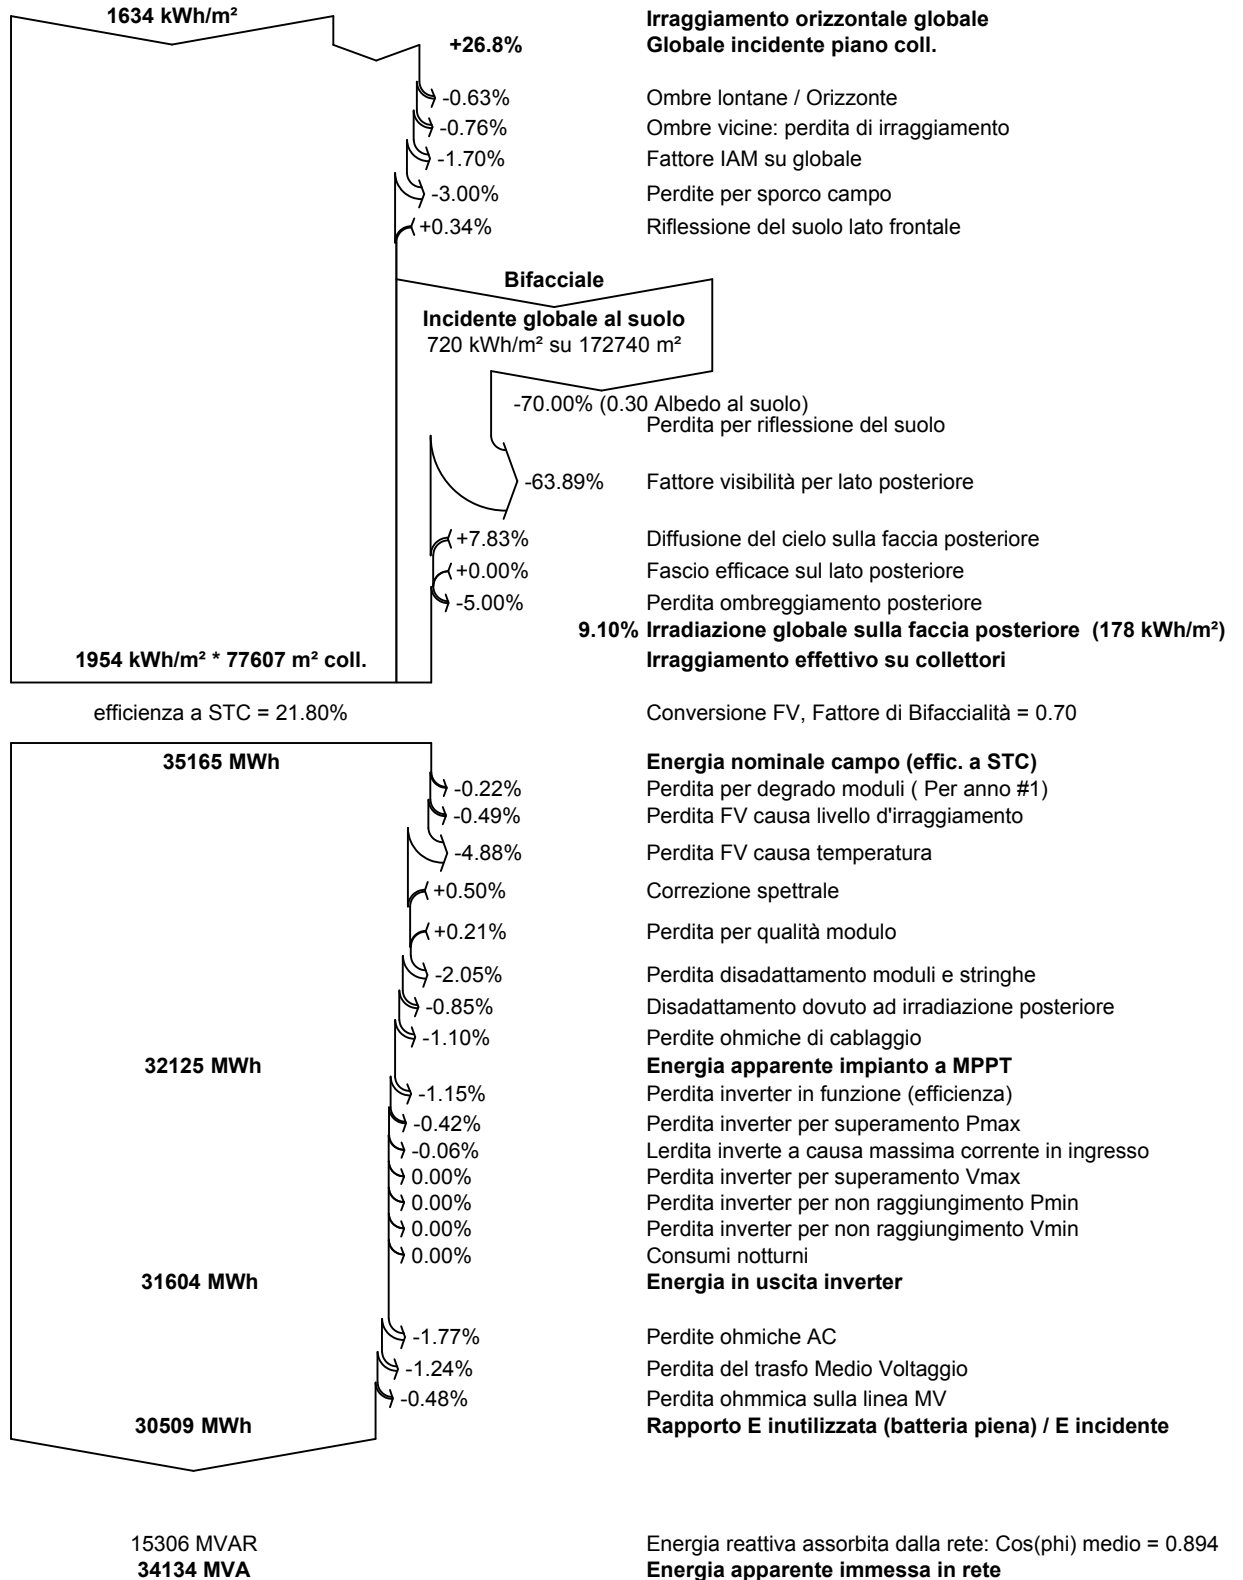 1634 kWh/m² Irraggiamento orizzontale globale
+26.8% Globale incidente piano coll.
-0.63% Ombre lontane / Orizzonte
-0.76% Ombre vicine: perdita di irraggiamento
-1.70% Fattore IAM su globale
-3.00% Perdite per sporco campo
+0.34% Riflessione del suolo lato frontale
Bifacciale
Incidente globale al suolo
720 kWh/m² su 172740 m²
-70.00% (0.30 Albedo al suolo)
Perdita per riflessione del suolo
-63.89% Fattore visibilità per lato posteriore
+7.83% Diffusione del cielo sulla faccia posteriore
+0.00% Fascio efficace sul lato posteriore
-5.00% Perdita ombreggiamento posteriore
9.10% Irradiazione globale sulla faccia posteriore (178 kWh/m²)
1954 kWh/m² * 77607 m² coll. Irraggiamento effettivo su collettori
efficienza a STC = 21.80% Conversione FV, Fattore di Bifaccialità = 0.70
35165 MWh Energia nominale campo (effic. a STC)
-0.22% Perdita per degrado moduli ( Per anno #1)
-0.49% Perdita FV causa livello d'irraggiamento
-4.88% Perdita FV causa temperatura
+0.50% Correzione spettrale
+0.21% Perdita per qualità modulo
-2.05% Perdita disadattamento moduli e stringhe
-0.85% Disadattamento dovuto ad irradiazione posteriore
-1.10% Perdite ohmiche di cablaggio
32125 MWh Energia apparente impianto a MPPT
-1.15% Perdita inverter in funzione (efficienza)
-0.42% Perdita inverter per superamento Pmax
-0.06% Lerdita inverte a causa massima corrente in ingresso
0.00% Perdita inverter per superamento Vmax
0.00% Perdita inverter per non raggiungimento Pmin
0.00% Perdita inverter per non raggiungimento Vmin
0.00% Consumi notturni
31604 MWh Energia in uscita inverter
-1.77% Perdite ohmiche AC
-1.24% Perdita del trasfo Medio Voltaggio
-0.48% Perdita ohmmica sulla linea MV
30509 MWh Rapporto E inutilizzata (batteria piena) / E incidente
15306 MVAR Energia reattiva assorbita dalla rete: Cos(phi) medio = 0.894
34134 MVA Energia apparente immessa in rete